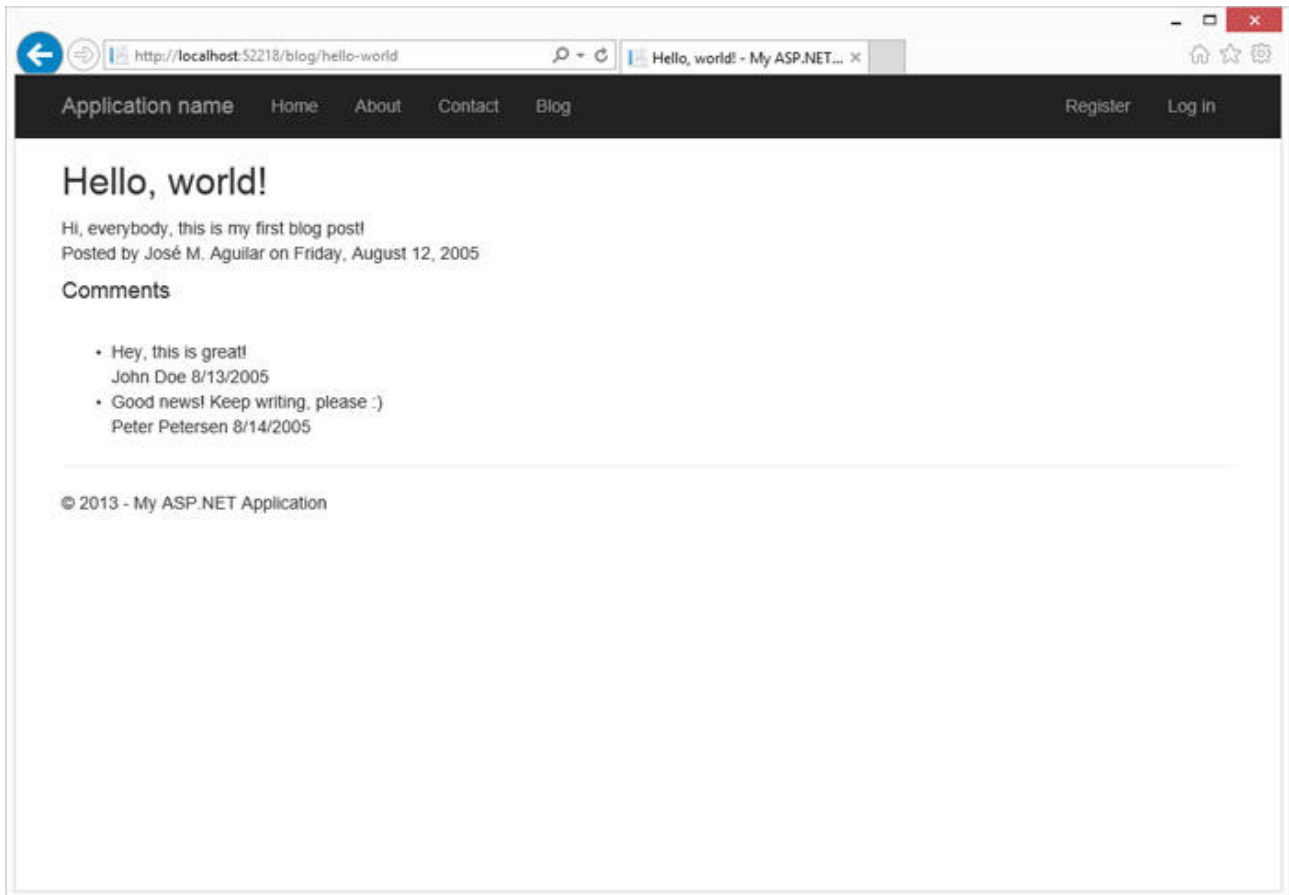 http://localhost:52218/blog/hello-world
Hello, world! - My ASP.NET...
Application name Home About Contact Blog Register Log in
Hello, world!
Hi, everybody, this is my first blog post!
Posted by José M. Aguilar on Friday, August 12, 2005
Comments
• Hey, this is great!
John Doe 8/13/2005
• Good news! Keep writing, please :)
Peter Petersen 8/14/2005
© 2013 - My ASP.NET Application